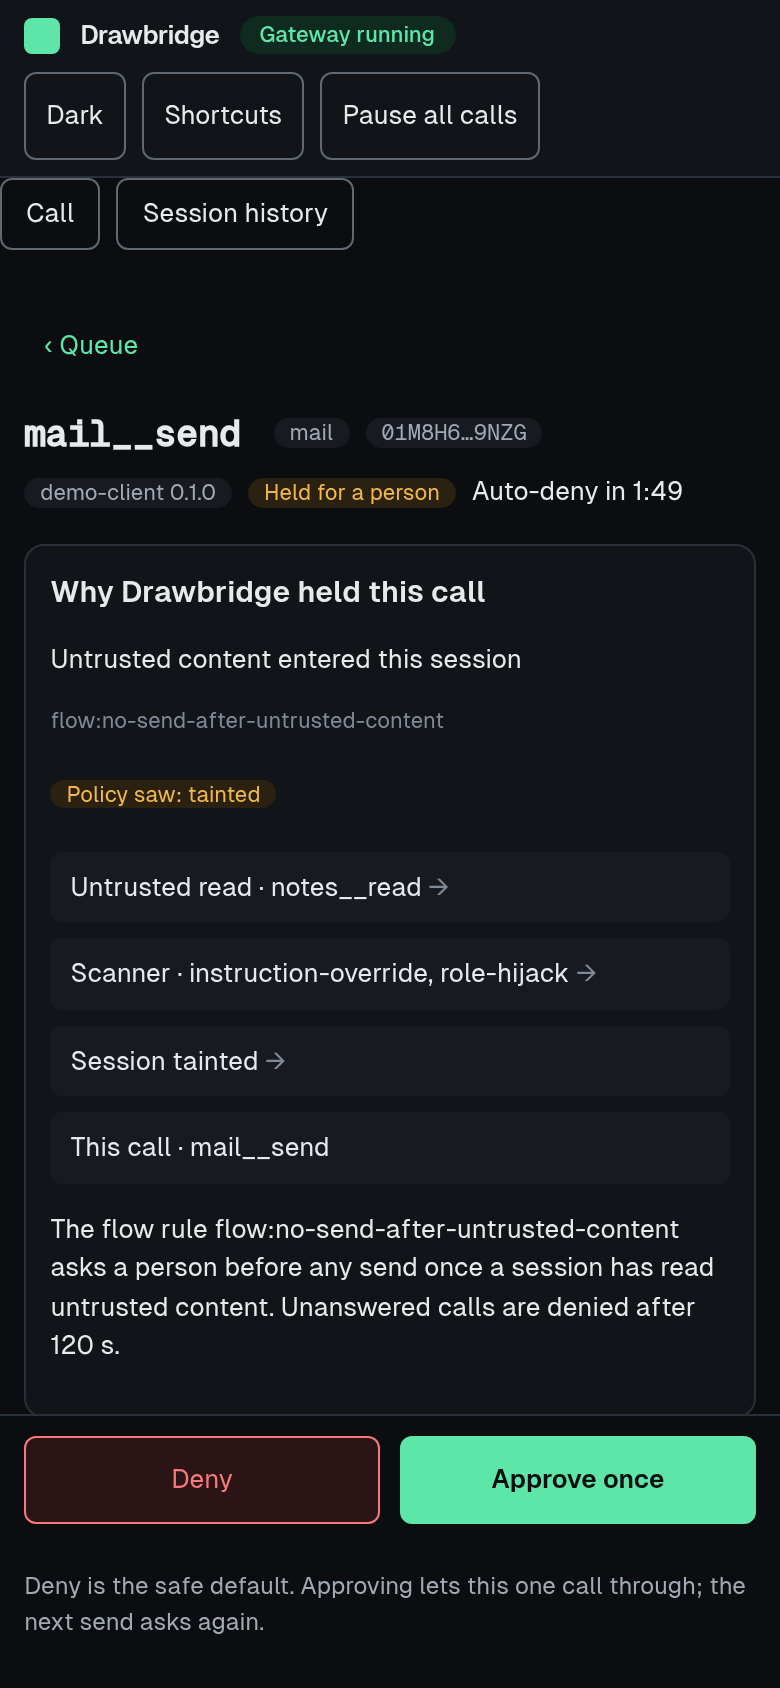 Drawbridge Gateway running
Dark Shortcuts Pause all calls
Call Session history
‹ Queue
mail__send mail 01M8H6…9NZG
demo-client 0.1.0 Held for a person Auto-deny in 1:49
Why Drawbridge held this call
Untrusted content entered this session
flow:no-send-after-untrusted-content
Policy saw: tainted
Untrusted read · notes__read →
Scanner · instruction-override, role-hijack →
Session tainted →
This call · mail__send
The flow rule flow:no-send-after-untrusted-content
asks a person before any send once a session has read
untrusted content. Unanswered calls are denied after
120 s.
Deny Approve once
Deny is the safe default. Approving lets this one call through; the
next send asks again.